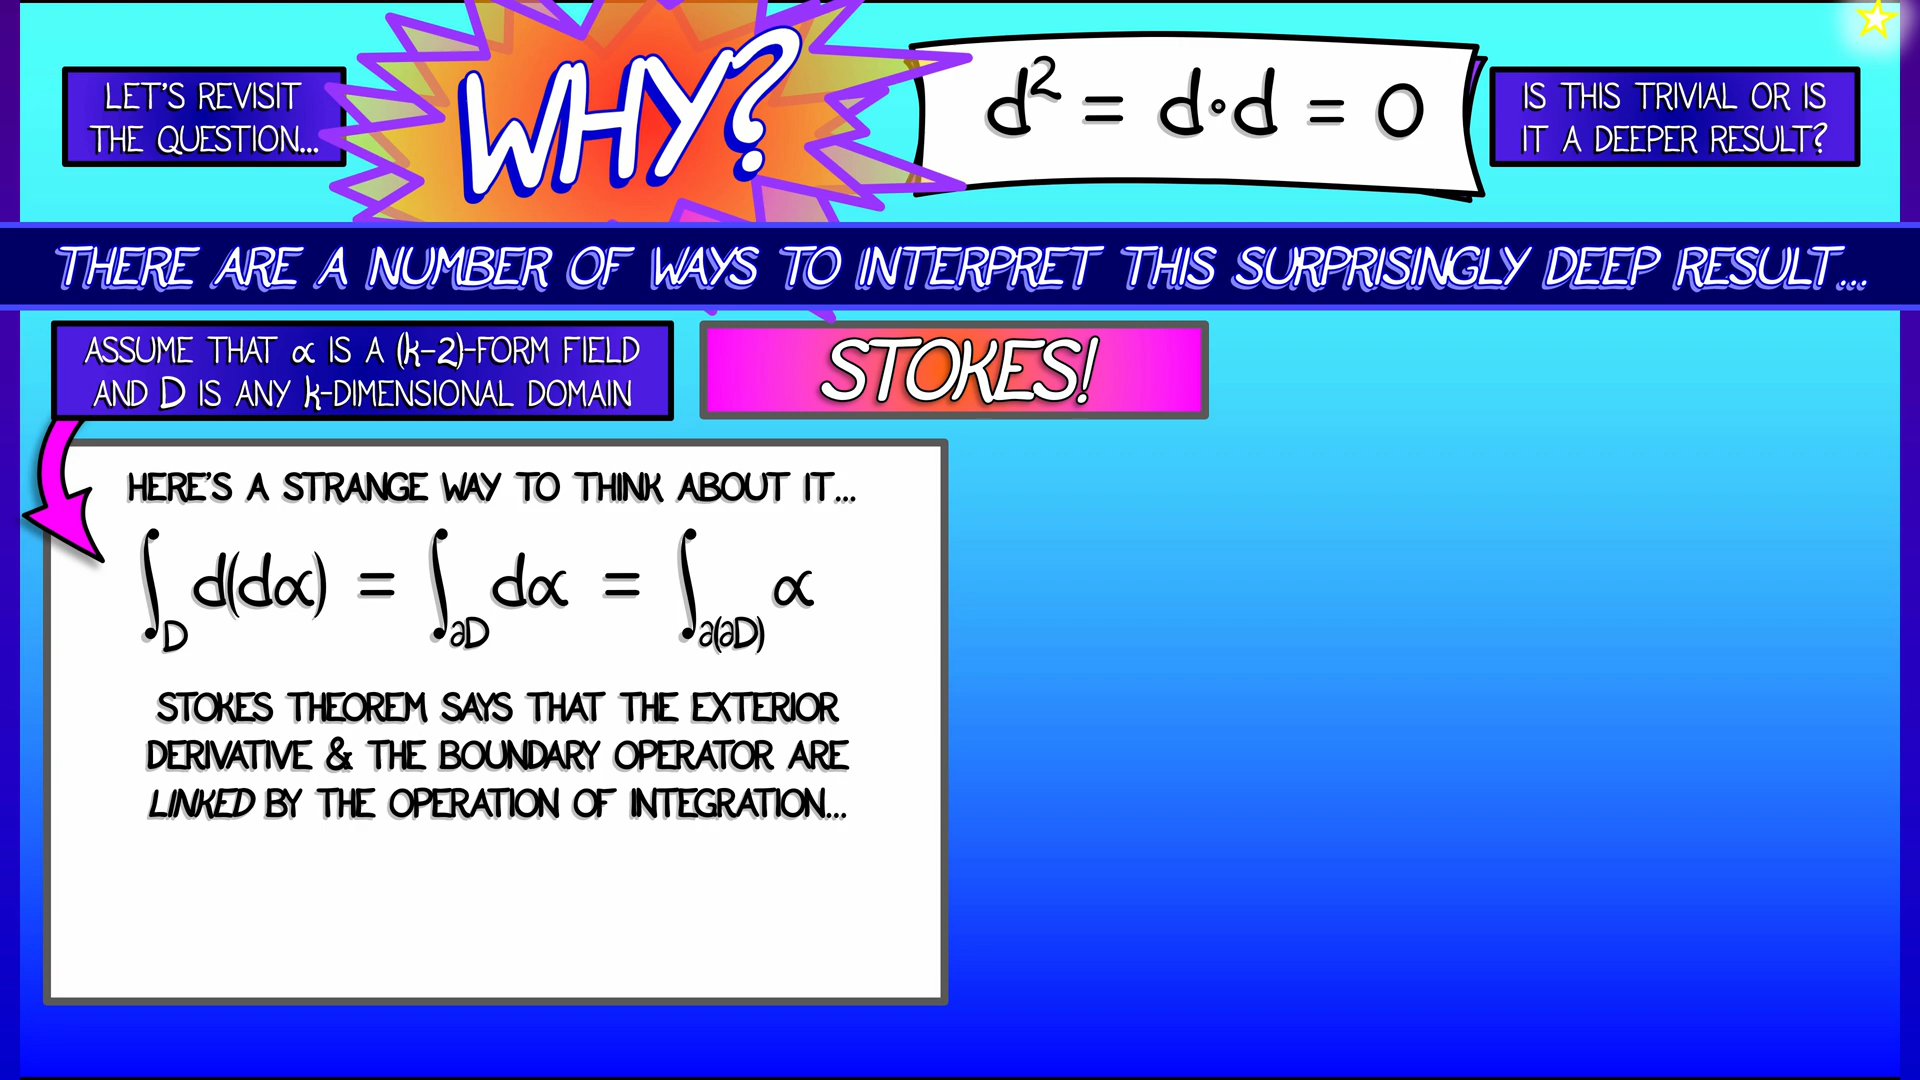 LET'S REVISIT
THE QUESTION...
WHY?
d² = d∘d = 0
IS THIS TRIVIAL OR IS
IT A DEEPER RESULT?
THERE ARE A NUMBER OF WAYS TO INTERPRET THIS SURPRISINGLY DEEP RESULT...
ASSUME THAT α IS A (k-2)-FORM FIELD
AND D IS ANY k-DIMENSIONAL DOMAIN
STOKES!
HERE'S A STRANGE WAY TO THINK ABOUT IT...
∫_D d(dα) = ∫_∂D dα = ∫_∂(∂D) α
STOKES THEOREM SAYS THAT THE EXTERIOR
DERIVATIVE & THE BOUNDARY OPERATOR ARE
LINKED BY THE OPERATION OF INTEGRATION...